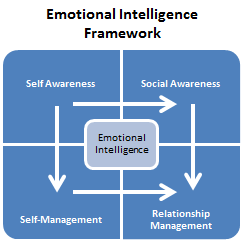 Emotional Intelligence
Framework
Self Awareness
Social Awareness
Emotional
Intelligence
Self-Management
Relationship
Management